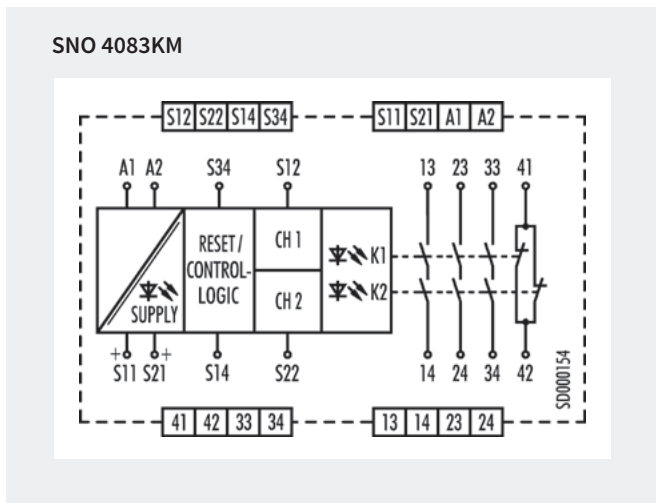 SNO 4083KM
S12 S22 S14 S34 S11 S21 A1 A2
A1 A2 S34 S12 13 23 33 41
RESET/
CONTROL-
LOGIC
CH 1
K1
SUPPLY
CH 2
K2
+ +
S11 S21 S14 S22 14 24 34 42
SD000154
41 42 33 34 13 14 23 24